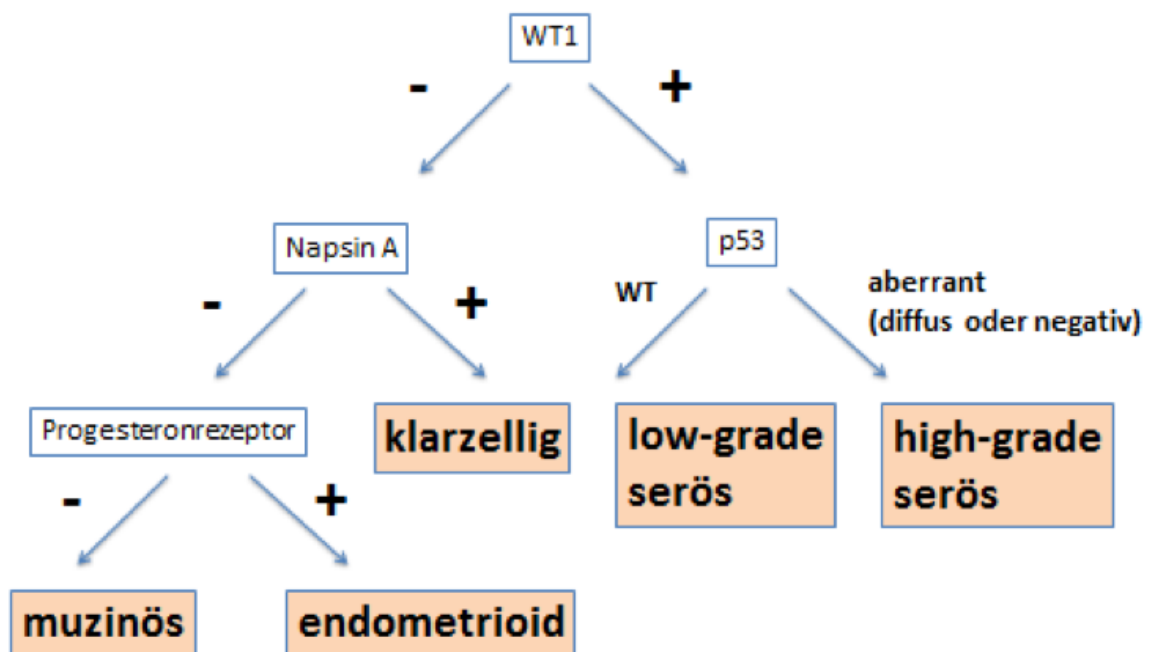 WT1
-
+
Napsin A
p53
-
+
WT
aberrant
(diffus oder negativ)
Progesteronrezeptor
klarzellig
low-grade
serös
high-grade
serös
-
+
muzinös
endometrioid